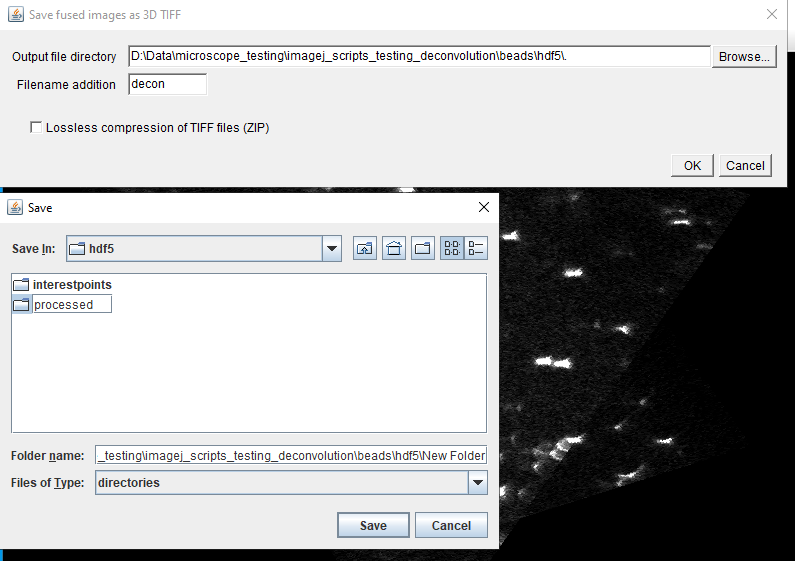 Save fused images as 3D TIFF
Output file directory D:\Data\microscope_testing\imagej_scripts_testing_deconvolution\beads\hdf5\. Browse...
Filename addition decon
Lossless compression of TIFF files (ZIP)
OK Cancel
Save
Save In: hdf5
interestpoints
processed
Folder name: _testing\imagej_scripts_testing_deconvolution\beads\hdf5\New Folder
Files of Type: directories
Save Cancel